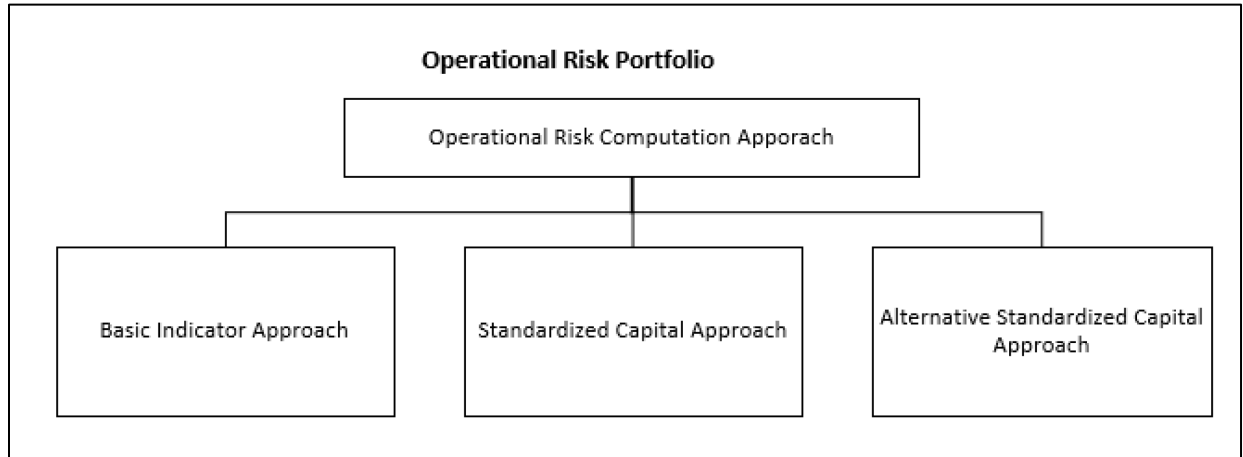 Operational Risk Portfolio
Operational Risk Computation Apporach
Basic Indicator Approach
Standardized Capital Approach
Alternative Standardized Capital
Approach